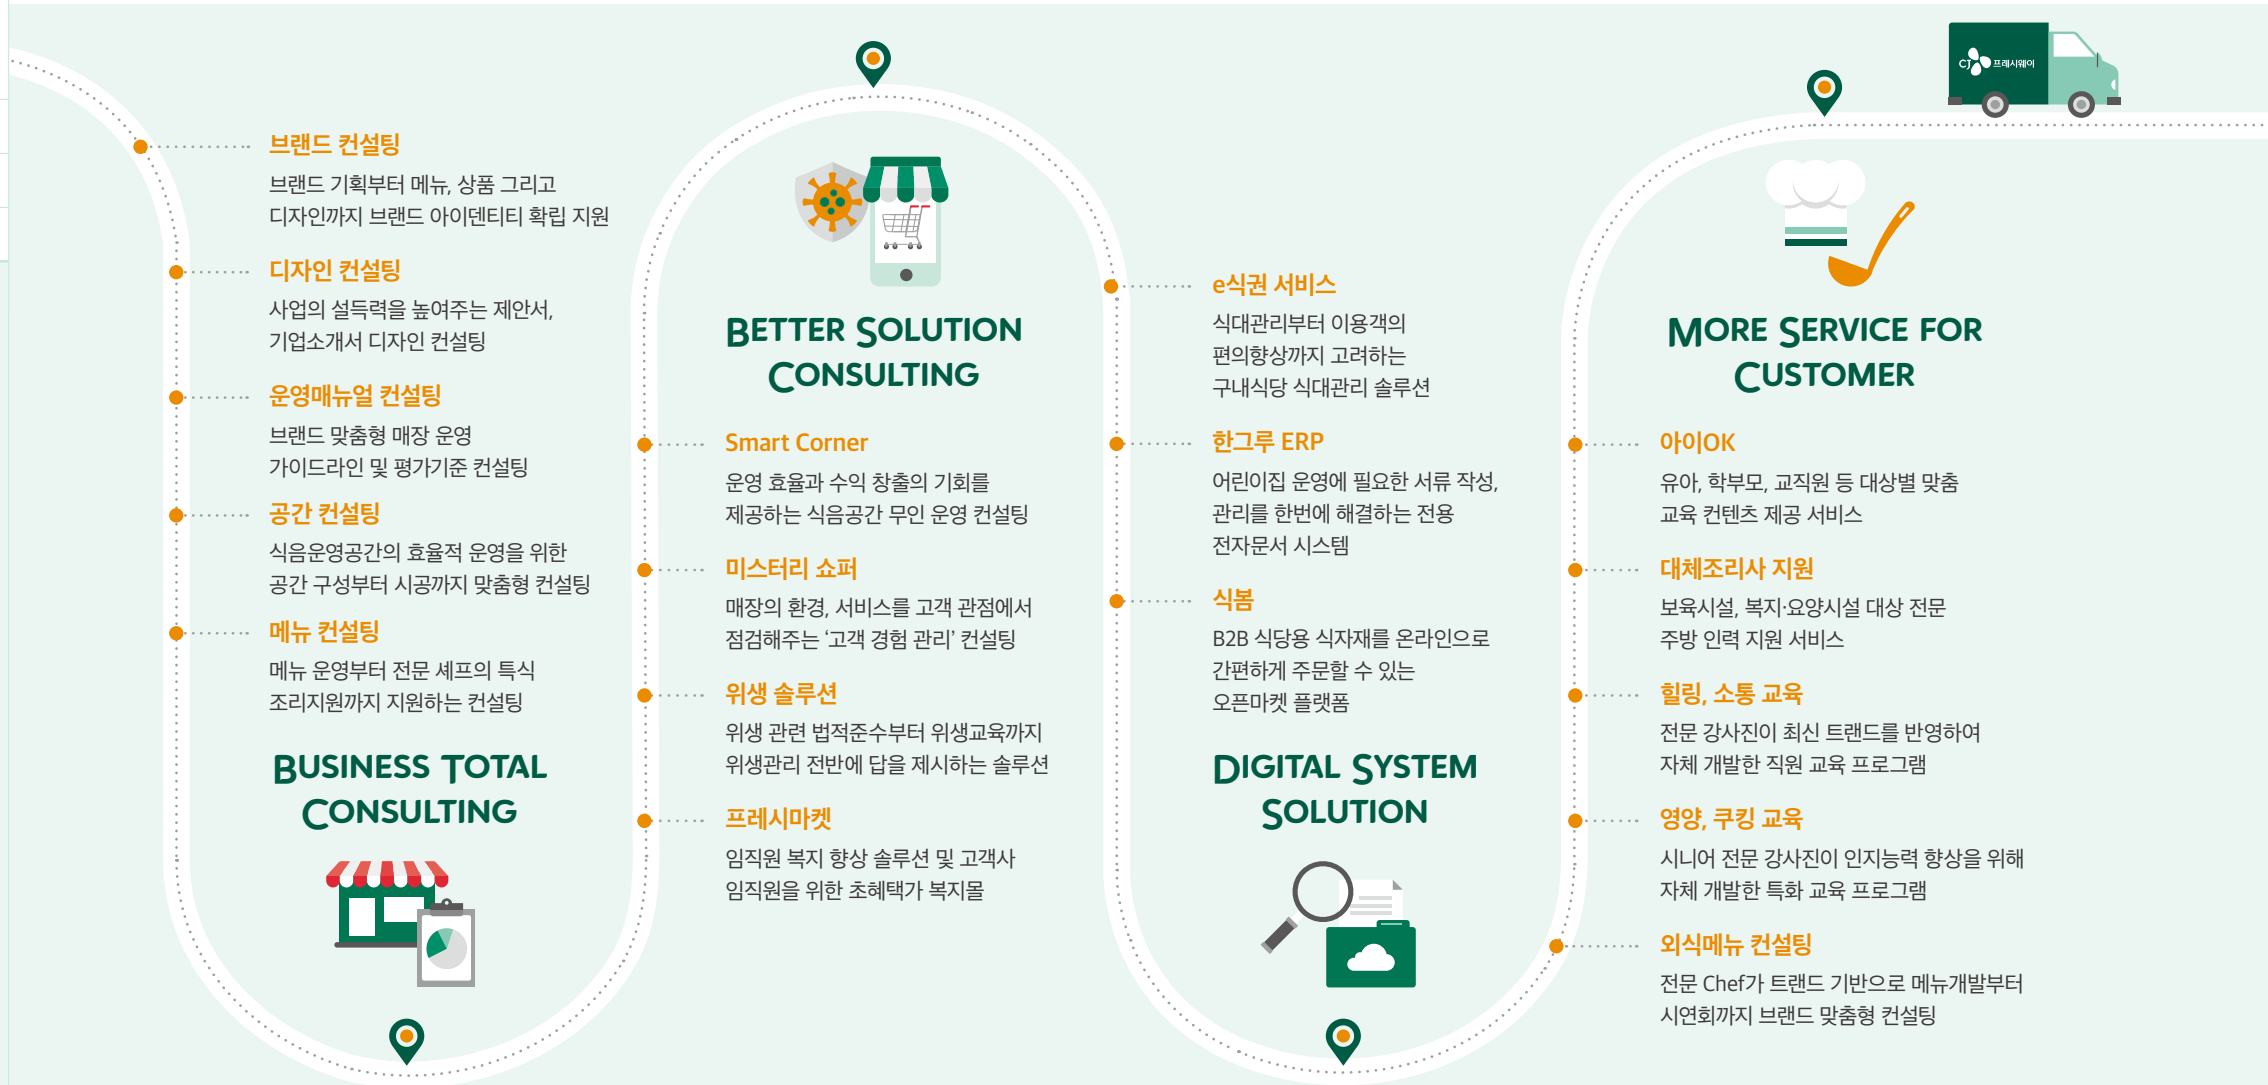 브랜드 컨설팅
브랜드 기획부터 메뉴, 상품 그리고
디자인까지 브랜드 아이덴티티 확립 지원
디자인 컨설팅
사업의 설득력을 높여주는 제안서,
기업소개서 디자인 컨설팅
운영매뉴얼 컨설팅
브랜드 맞춤형 매장 운영
가이드라인 및 평가기준 컨설팅
공간 컨설팅
식음운영공간의 효율적 운영을 위한
공간 구성부터 시공까지 맞춤형 컨설팅
메뉴 컨설팅
메뉴 운영부터 전문 셰프의 특식
조리지원까지 지원하는 컨설팅
BUSINESS TOTAL
CONSULTING
BETTER SOLUTION
CONSULTING
Smart Corner
운영 효율과 수익 창출의 기회를
제공하는 식음공간 무인 운영 컨설팅
미스터리 쇼퍼
매장의 환경, 서비스를 고객 관점에서
점검해주는 ‘고객 경험 관리’ 컨설팅
위생 솔루션
위생 관련 법적준수부터 위생교육까지
위생관리 전반에 답을 제시하는 솔루션
프레시마켓
임직원 복지 향상 솔루션 및 고객사
임직원을 위한 초혜택가 복지몰
e식권 서비스
식대관리부터 이용객의
편의향상까지 고려하는
구내식당 식대관리 솔루션
한그루 ERP
어린이집 운영에 필요한 서류 작성,
관리를 한번에 해결하는 전용
전자문서 시스템
식봄
B2B 식당용 식자재를 온라인으로
간편하게 주문할 수 있는
오픈마켓 플랫폼
DIGITAL SYSTEM
SOLUTION
CJ 프레시웨이
MORE SERVICE FOR
CUSTOMER
아이OK
유아, 학부모, 교직원 등 대상별 맞춤
교육 컨텐츠 제공 서비스
대체조리사 지원
보육시설, 복지·요양시설 대상 전문
주방 인력 지원 서비스
힐링, 소통 교육
전문 강사진이 최신 트랜드를 반영하여
자체 개발한 직원 교육 프로그램
영양, 쿠킹 교육
시니어 전문 강사진이 인지능력 향상을 위해
자체 개발한 특화 교육 프로그램
외식메뉴 컨설팅
전문 Chef가 트랜드 기반으로 메뉴개발부터
시연회까지 브랜드 맞춤형 컨설팅